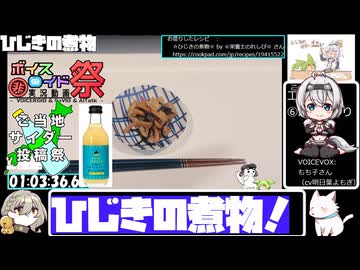 ひじきの煮物
お借りしたレシピ:
☆ひじきの煮物☆ by ☆栄養士のれしぴ☆ さん
https://cookpad.com/jp/recipes/19415522
ボイスロイド祭
非実況動画
- VOICEROID & CeVIO & AITalk -
ご当地
サイダー
投稿祭
01:03:36.6
VOICEVOX:
もち子さん
(cv明日葉よもぎ)
ひじきの煮物!